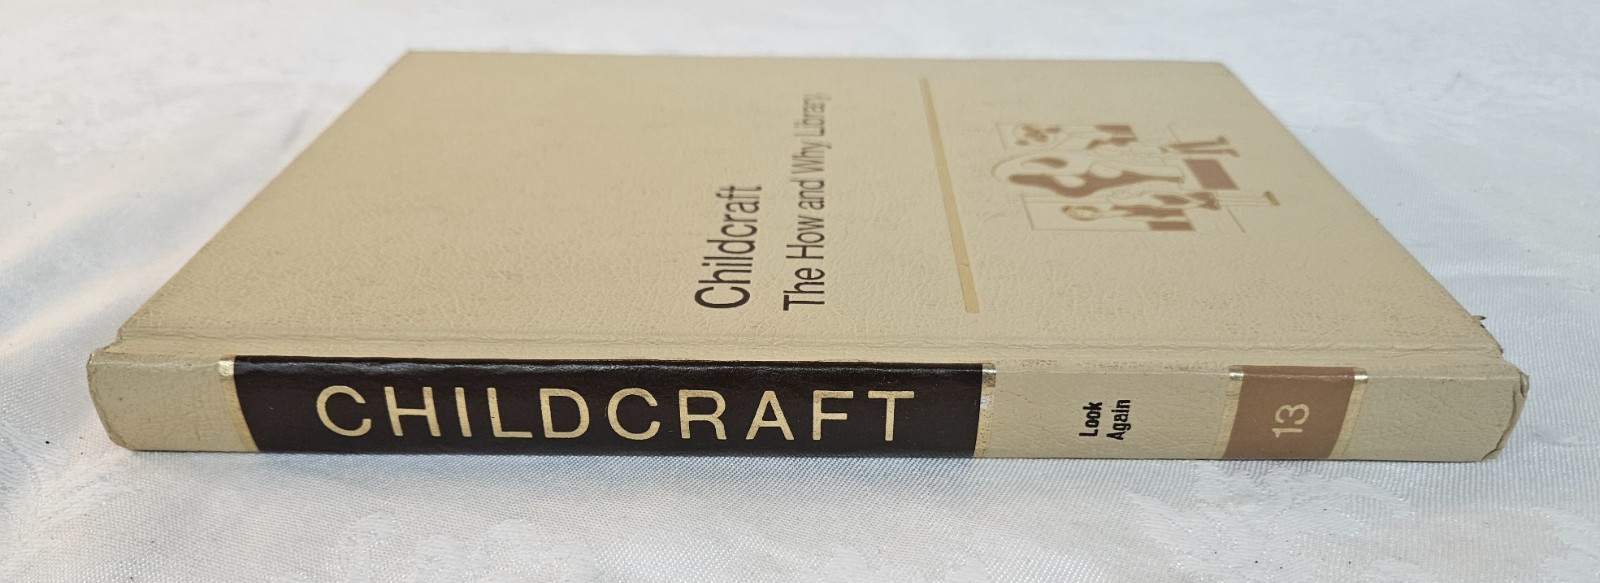 Childcraft
The How and Why Library
CHILDCRAFT
Look
Again
13